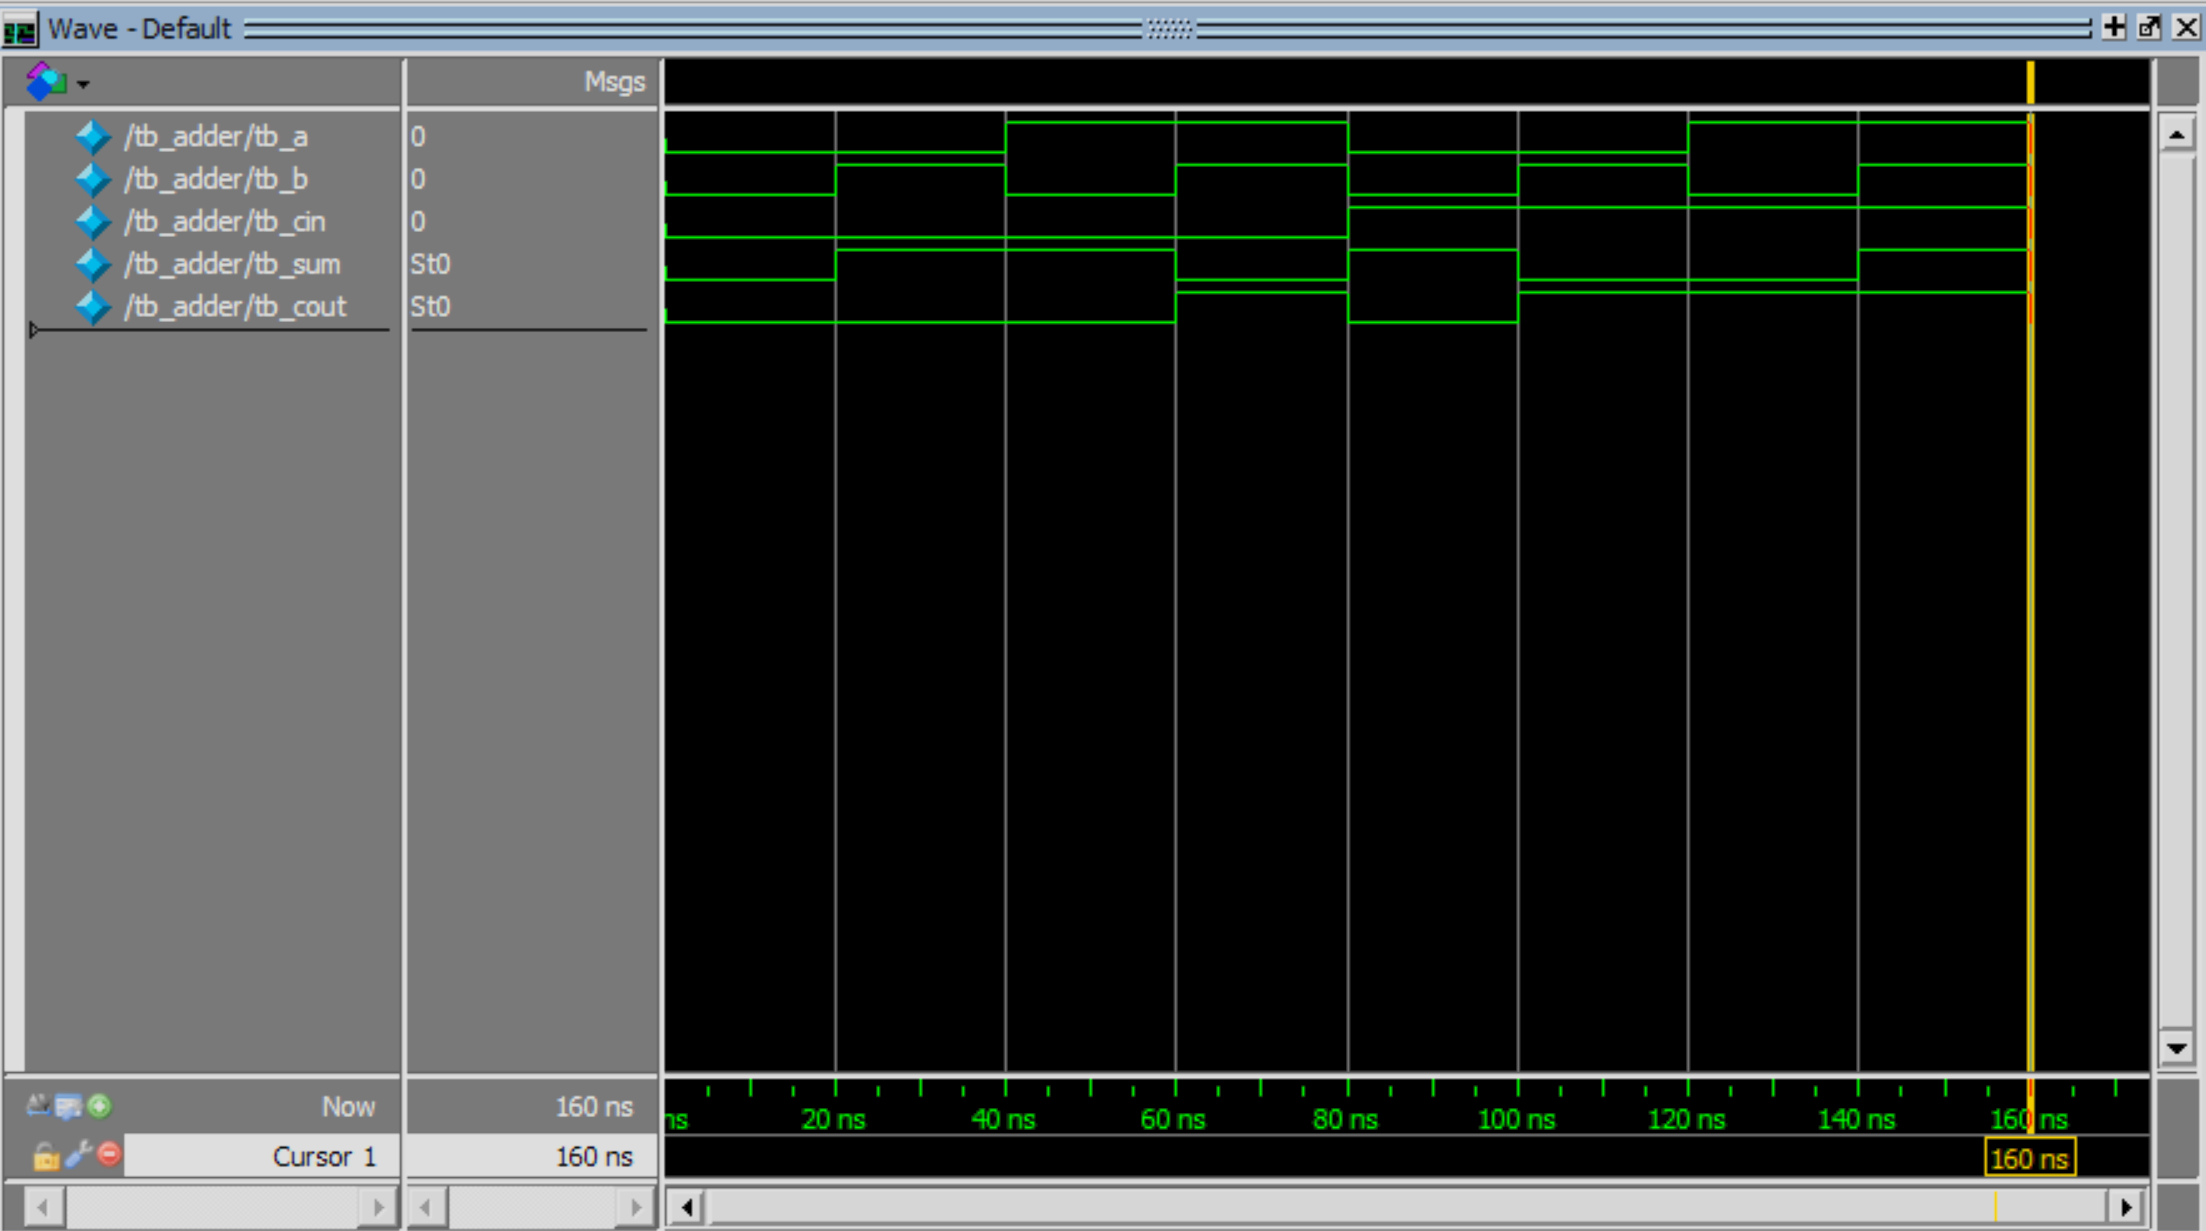 Wave - Default
Msgs
/tb_adder/tb_a 0
/tb_adder/tb_b 0
/tb_adder/tb_cin 0
/tb_adder/tb_sum St0
/tb_adder/tb_cout St0
Now 160 ns
ns 20 ns 40 ns 60 ns 80 ns 100 ns 120 ns 140 ns 160 ns
Cursor 1 160 ns 160 ns